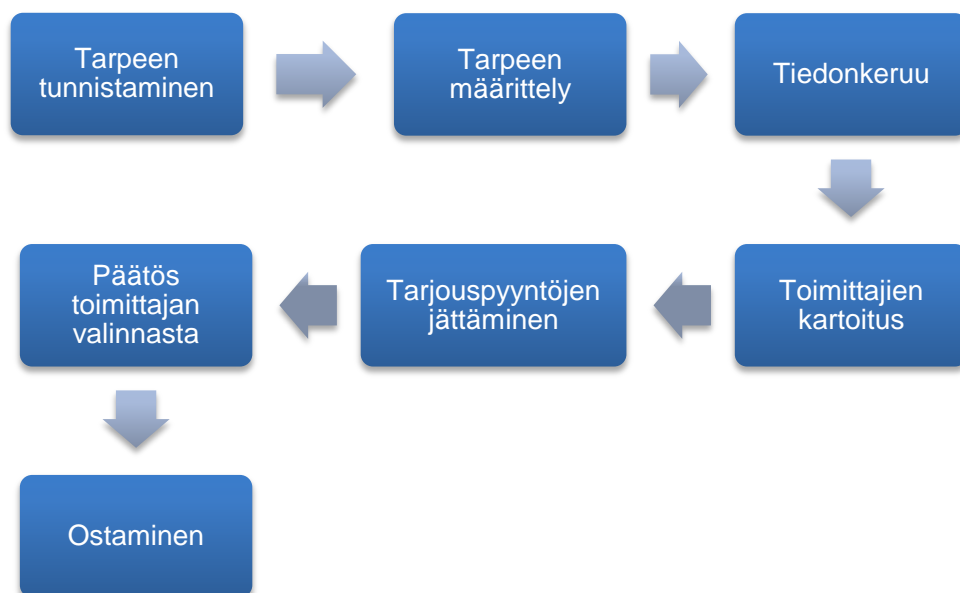 Tarpeen
tunnistaminen
Tarpeen
määrittely
Tiedonkeruu
Toimittajien
kartoitus
Tarjouspyyntöjen
jättäminen
Päätös
toimittajan
valinnasta
Ostaminen